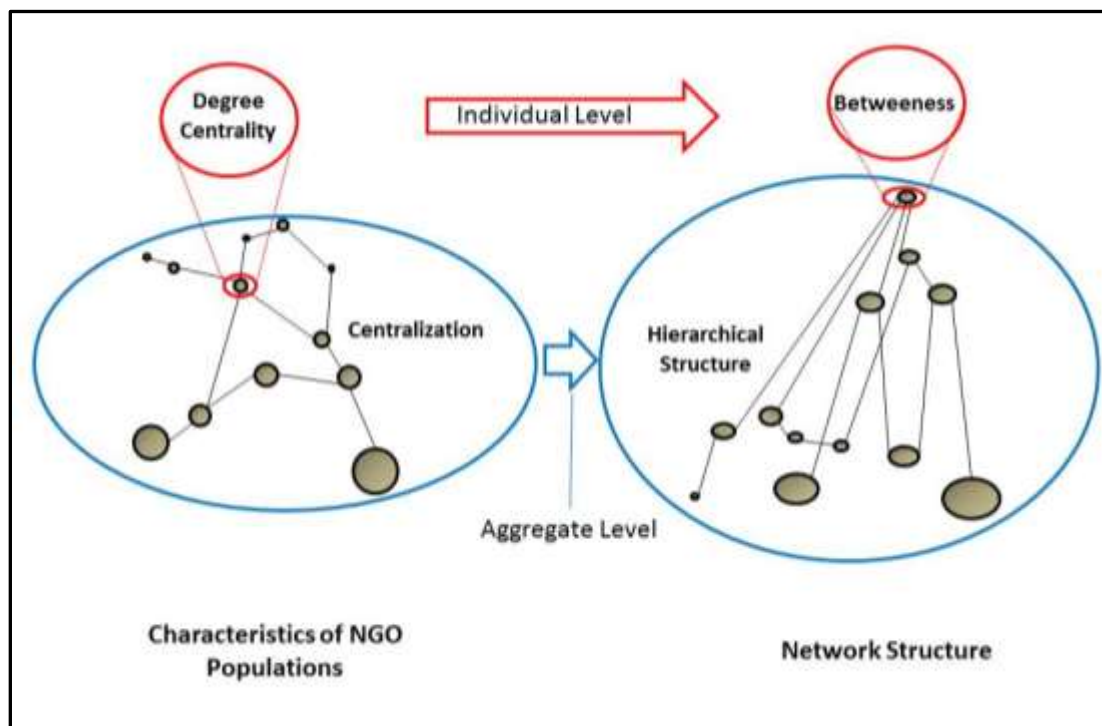 Degree
Centrality
Individual Level
Betweeness
Centralization
Hierarchical
Structure
Aggregate Level
Characteristics of NGO
Populations
Network Structure